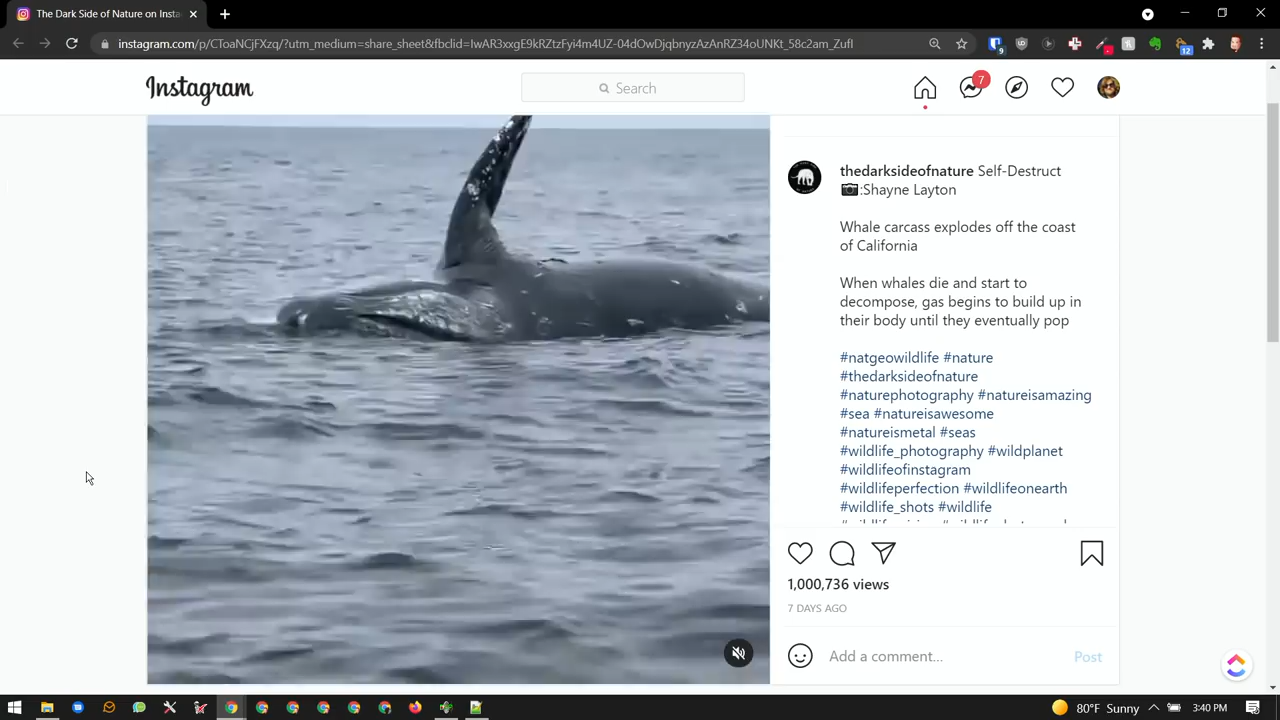 The Dark Side of Nature on Insta
instagram.com/p/CToaNCjFXzq/?utm_medium=share_sheet&fbclid=IwAR3xxgE9kRZtzFyi4m4UZ-04dOwDjqbnyzAzAnRZ34oUNKt_58c2am_ZufI
9
12
Instagram
Search
7
thedarksideofnature Self-Destruct
📷:Shayne Layton
Whale carcass explodes off the coast
of California
When whales die and start to
decompose, gas begins to build up in
their body until they eventually pop
#natgeowildlife #nature
#thedarksideofnature
#naturephotography #natureisamazing
#sea #natureisawesome
#natureismetal #seas
#wildlife_photography #wildplanet
#wildlifeofinstagram
#wildlifeperfection #wildlifeonearth
#wildlife_shots #wildlife
1,000,736 views
7 DAYS AGO
Add a comment...
Post
80°F Sunny
3:40 PM